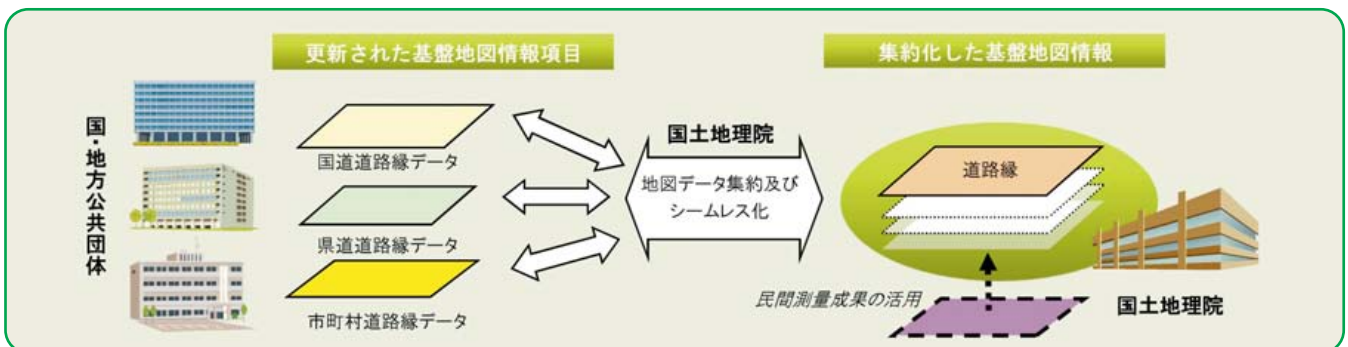 更新された基盤地図情報項目
集約化した基盤地図情報
国・地方公共団体
国道道路縁データ
県道道路縁データ
市町村道路縁データ
国土地理院
地図データ集約及び
シームレス化
道路縁
民間測量成果の活用
国土地理院